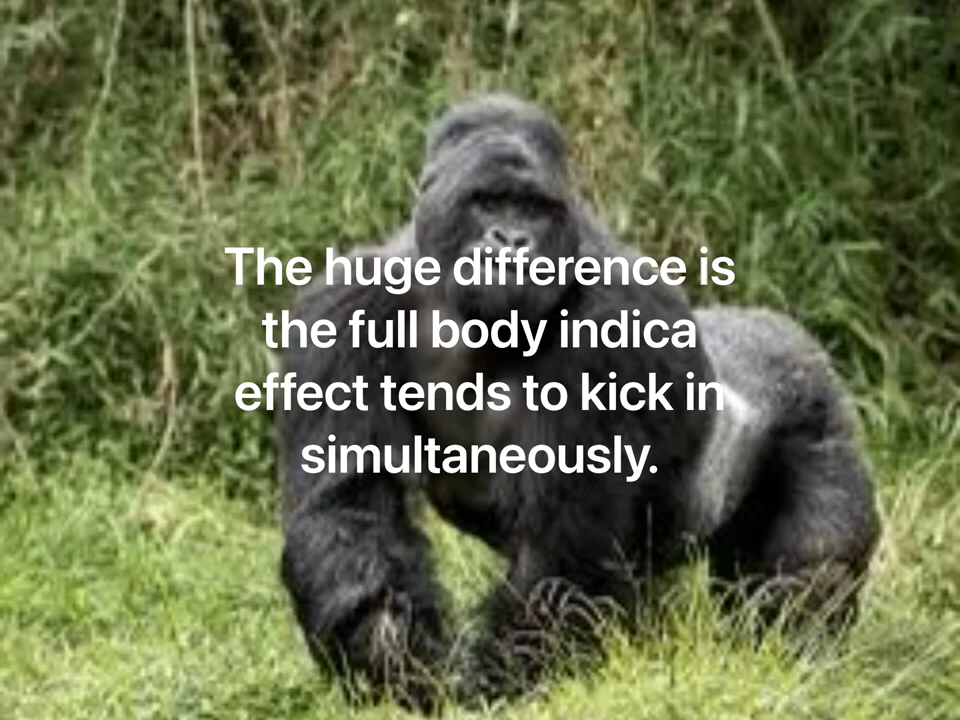 The huge difference is
the full body indica
effect tends to kick in
simultaneously.